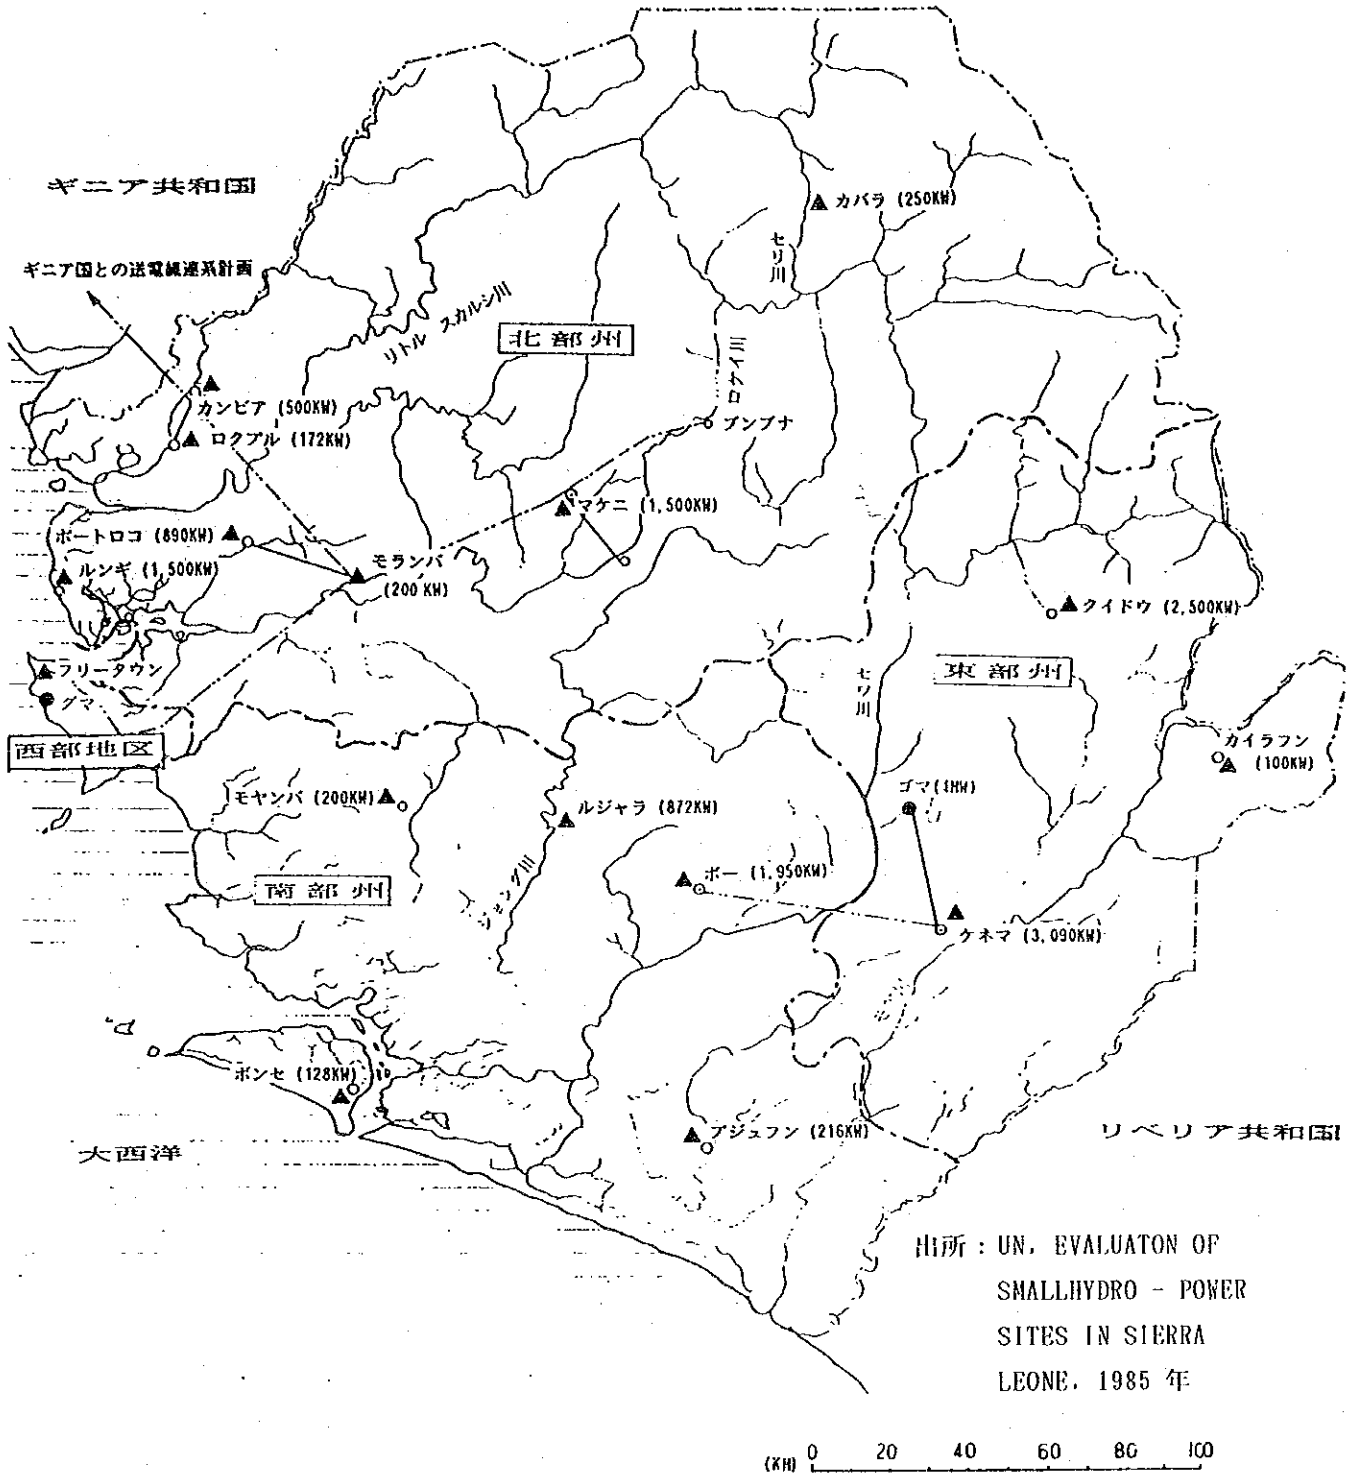 ギニア共和国
カバラ (250KW)
セリ川
ギニア国との送電線連系計画
リトル スカルシ川
北部州
ロケイ川
カンビア (500KW)
ロクプル (172KW)
ブンブナ
マケニ (1,500KW)
ポートロコ (890KW)
モランバ
(200 KW)
ルンギ (1,500KW)
クイドウ (2,500KW)
フリータウン
グマ
東部州
セワ川
西部地区
カイラフン
(100KW)
モヤンバ (200KW)
ルジャラ (872KW)
ゴマ(4MW)
ボー (1,950KW)
南部州
ジョング川
ケネマ (3,090KW)
ボンセ (128KW)
プジュフン (216KW)
大西洋
リベリア共和国
出所 : UN. EVALUATON OF
SMALLHYDRO - POWER
SITES IN SIERRA
LEONE. 1985 年
(KM) 0 20 40 60 80 100